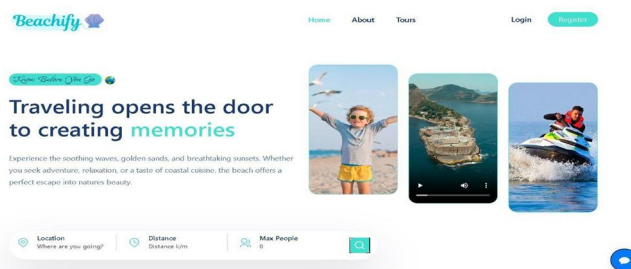 Beachify
Home About Tours
Login Register
Know Before You Go
Traveling opens the door
to creating memories
Experience the soothing waves, golden sands, and breathtaking sunsets. Whether
you seek adventure, relaxation, or a taste of coastal cuisine, the beach offers a
perfect escape into natures beauty.
Location Distance Max People
Where are you going? Distance k/m 0